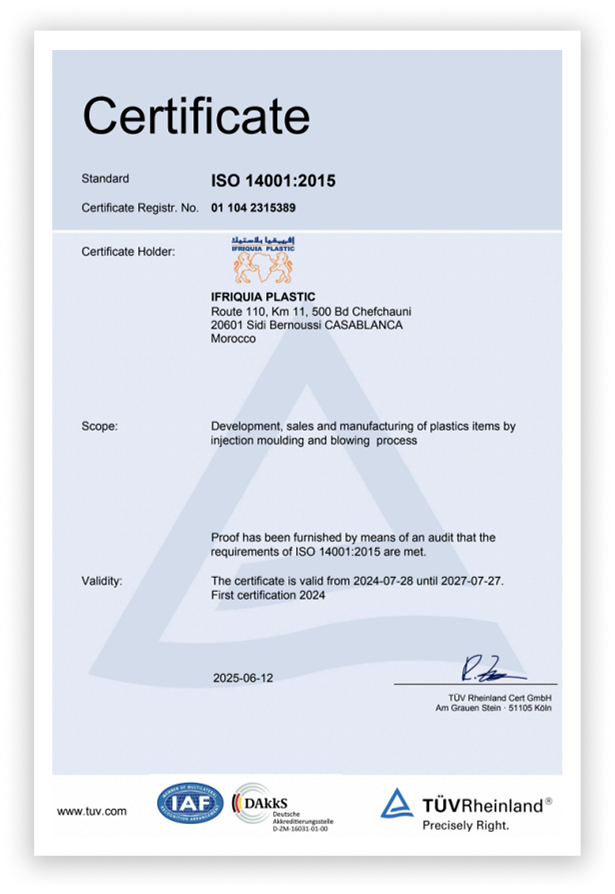 Certificate
Standard ISO 14001:2015
Certificate Registr. No. 01 104 2315389
Certificate Holder:
إفريقيا بلاستيك
IFRIQUIA PLASTIC
IFRIQUIA PLASTIC
Route 110, Km 11, 500 Bd Chefchauni
20601 Sidi Bernoussi CASABLANCA
Morocco
Scope: Development, sales and manufacturing of plastics items by
injection moulding and blowing process
Proof has been furnished by means of an audit that the
requirements of ISO 14001:2015 are met.
Validity: The certificate is valid from 2024-07-28 until 2027-07-27.
First certification 2024
2025-06-12
TÜV Rheinland Cert GmbH
Am Grauen Stein · 51105 Köln
www.tuv.com
MEMBER OF MULTILATERAL
IAF
RECOGNITION ARRANGEMENT
DAkkS
Deutsche
Akkreditierungsstelle
D-ZM-16031-01-00
TÜVRheinland®
Precisely Right.